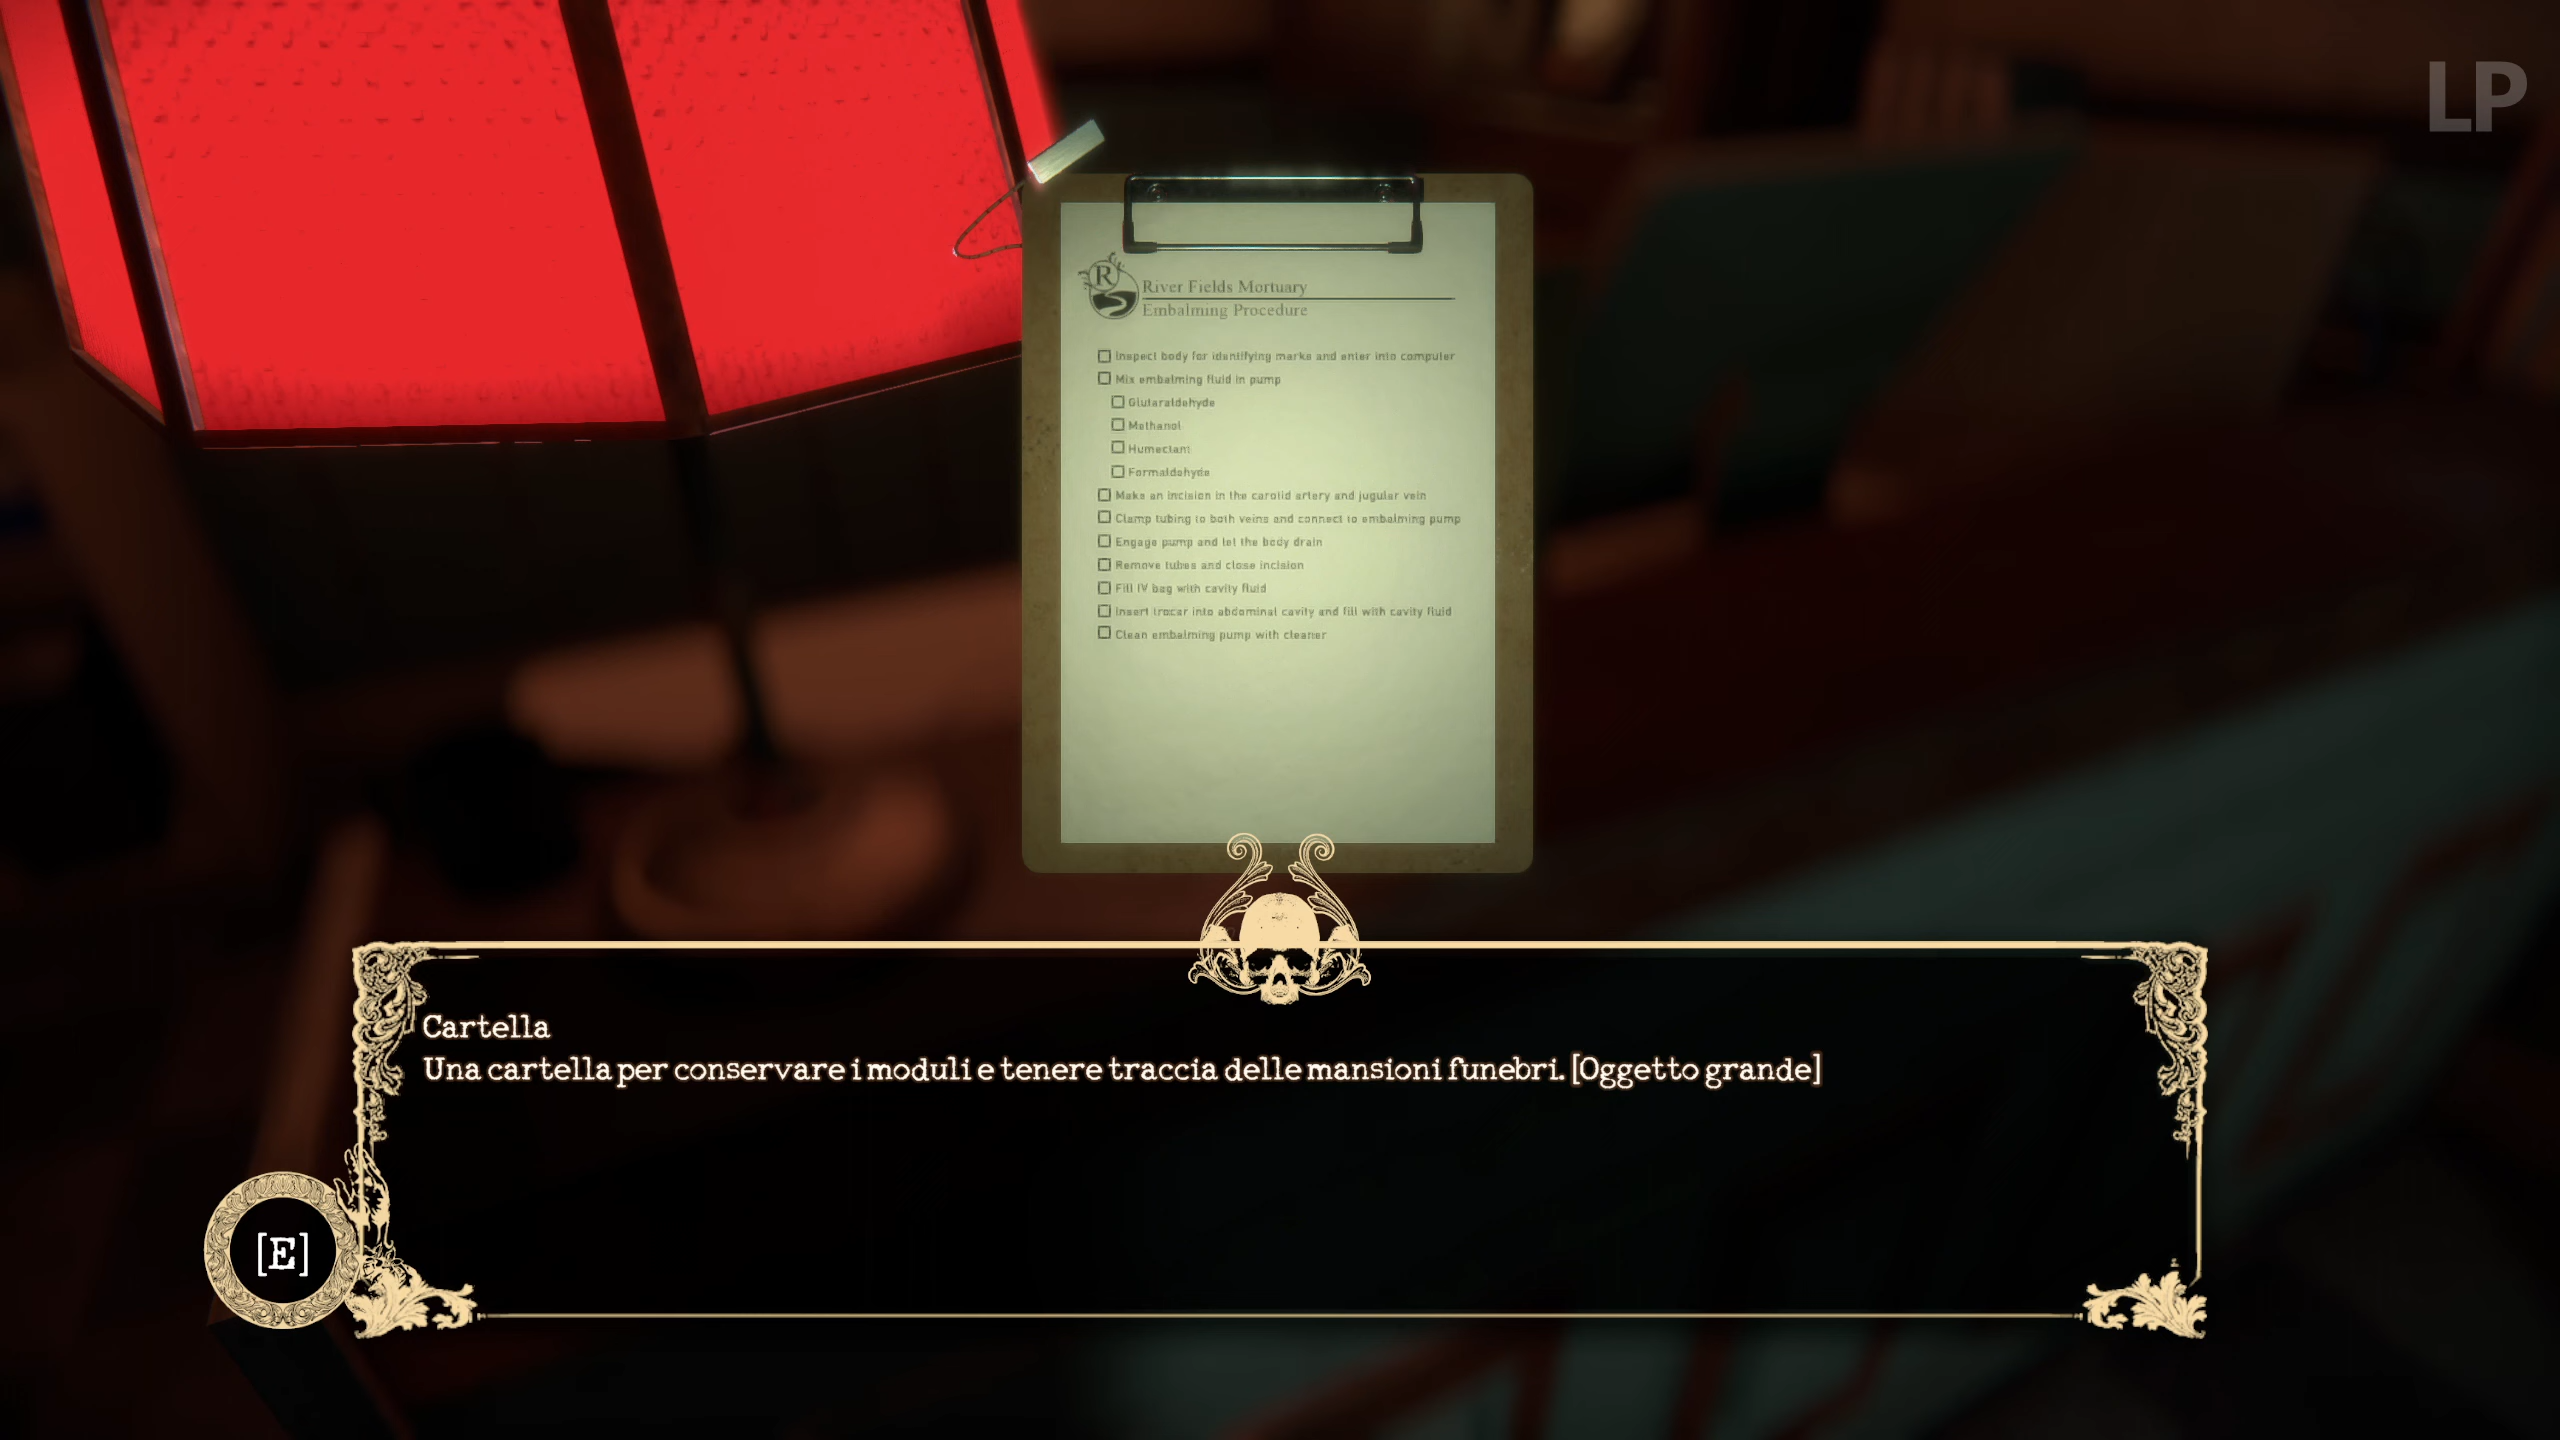 LP
R
River Fields Mortuary
Embalming Procedure
Inspect body for identifying marks and enter into computer
Mix embalming fluid in pump
Glutaraldehyde
Methanol
Humectant
Formaldehyde
Make an incision in the carotid artery and jugular vein
Clamp tubing to both veins and connect to embalming pump
Engage pump and let the body drain
Remove tubes and close incision
Fill IV bag with cavity fluid
Insert trocar into abdominal cavity and fill with cavity fluid
Clean embalming pump with cleaner
Cartella
Una cartella per conservare i moduli e tenere traccia delle mansioni funebri. [Oggetto grande]
[E]